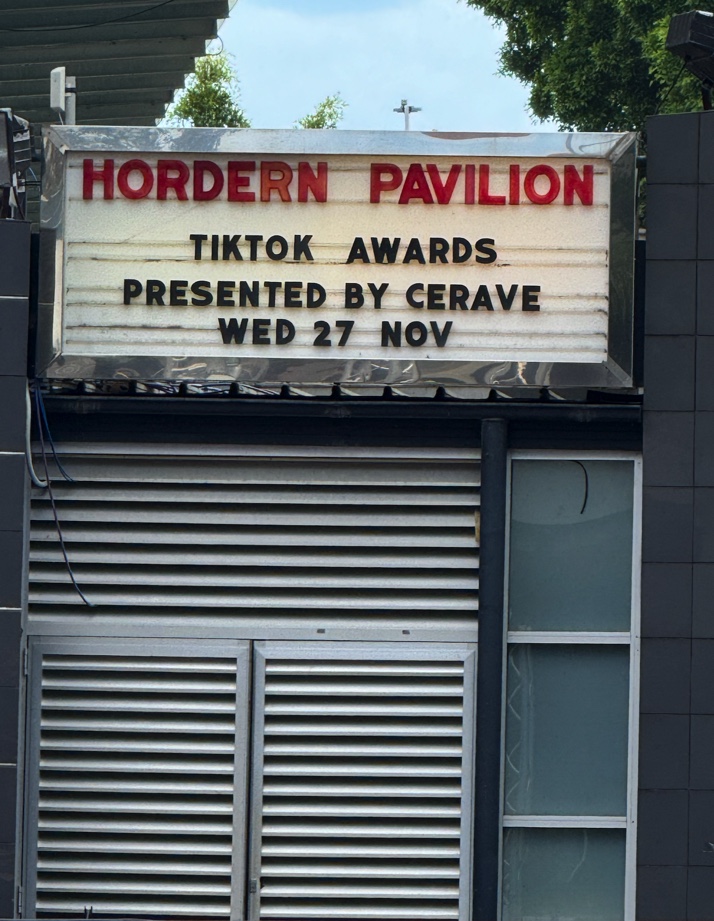 HORDERN PAVILION
TIKTOK AWARDS
PRESENTED BY CERAVE
WED 27 NOV